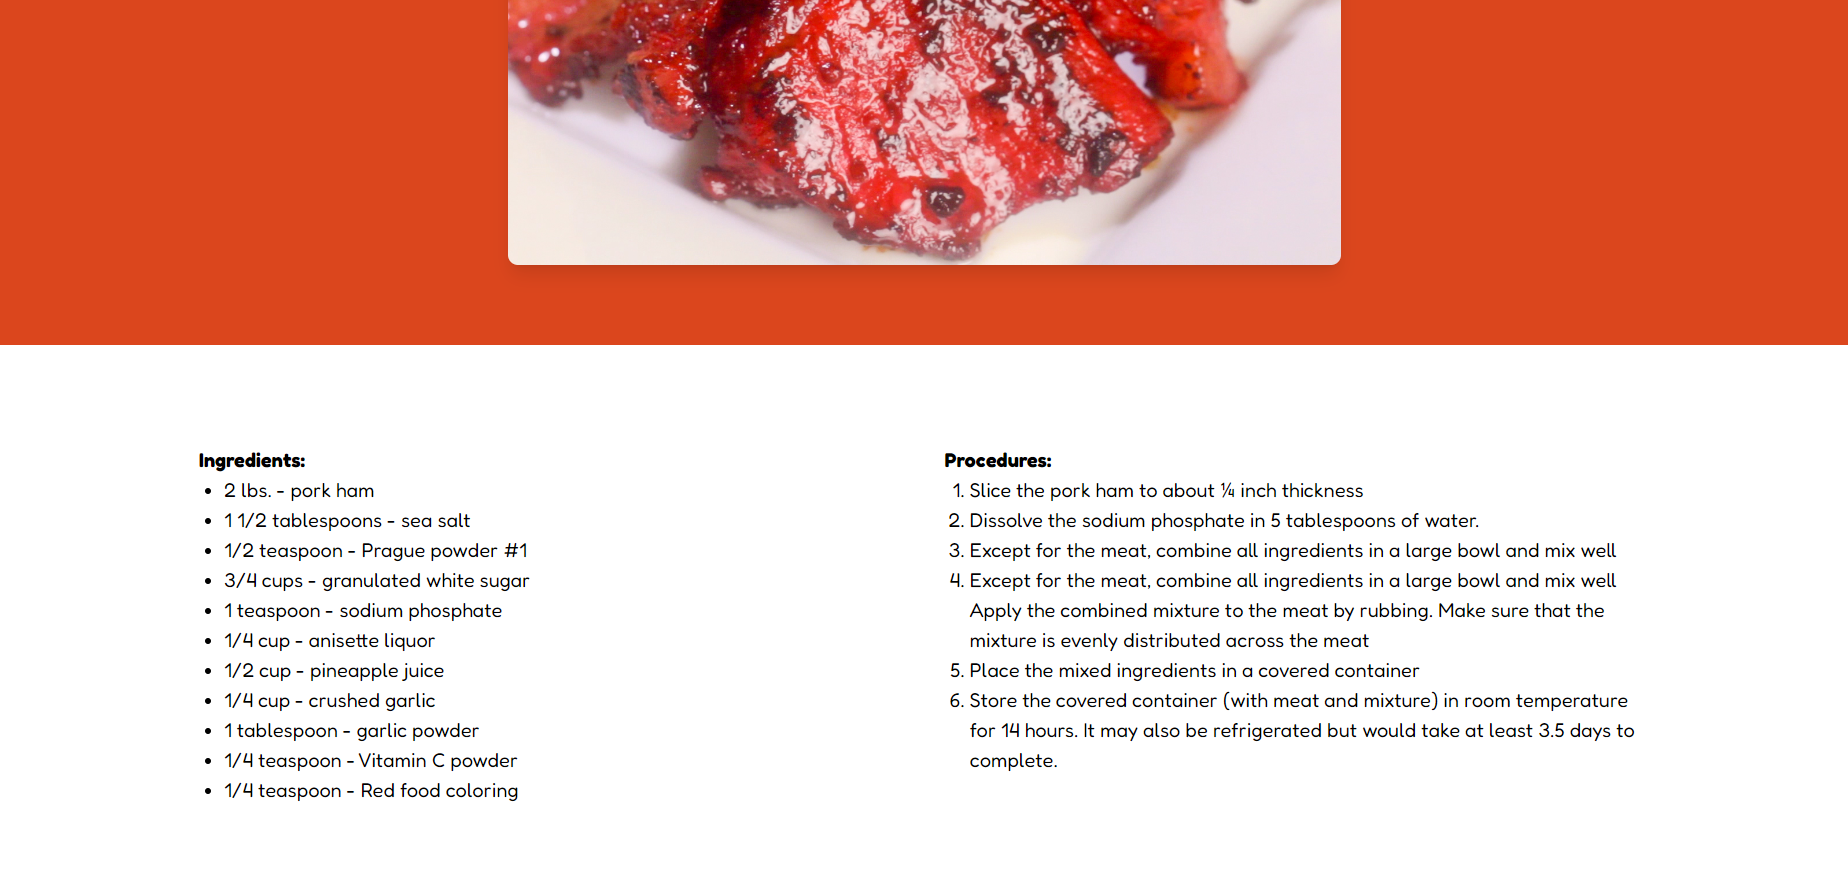 Ingredients:
2 lbs. - pork ham
1 1/2 tablespoons - sea salt
1/2 teaspoon - Prague powder #1
3/4 cups - granulated white sugar
1 teaspoon - sodium phosphate
1/4 cup - anisette liquor
1/2 cup - pineapple juice
1/4 cup - crushed garlic
1 tablespoon - garlic powder
1/4 teaspoon - Vitamin C powder
1/4 teaspoon - Red food coloring
Procedures:
1. Slice the pork ham to about ¼ inch thickness
2. Dissolve the sodium phosphate in 5 tablespoons of water.
3. Except for the meat, combine all ingredients in a large bowl and mix well
4. Except for the meat, combine all ingredients in a large bowl and mix well
Apply the combined mixture to the meat by rubbing. Make sure that the
mixture is evenly distributed across the meat
5. Place the mixed ingredients in a covered container
6. Store the covered container (with meat and mixture) in room temperature
for 14 hours. It may also be refrigerated but would take at least 3.5 days to
complete.